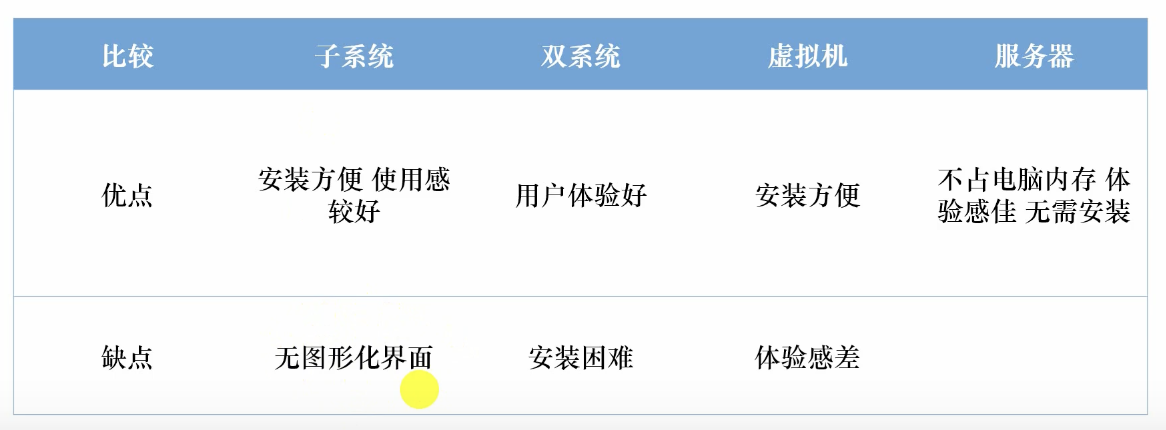 比较 子系统 双系统 虚拟机 服务器
优点 安装方便 使用感 较好 用户体验好 安装方便 不占电脑内存 体 验感佳 无需安装
缺点 无图形化界面 安装困难 体验感差